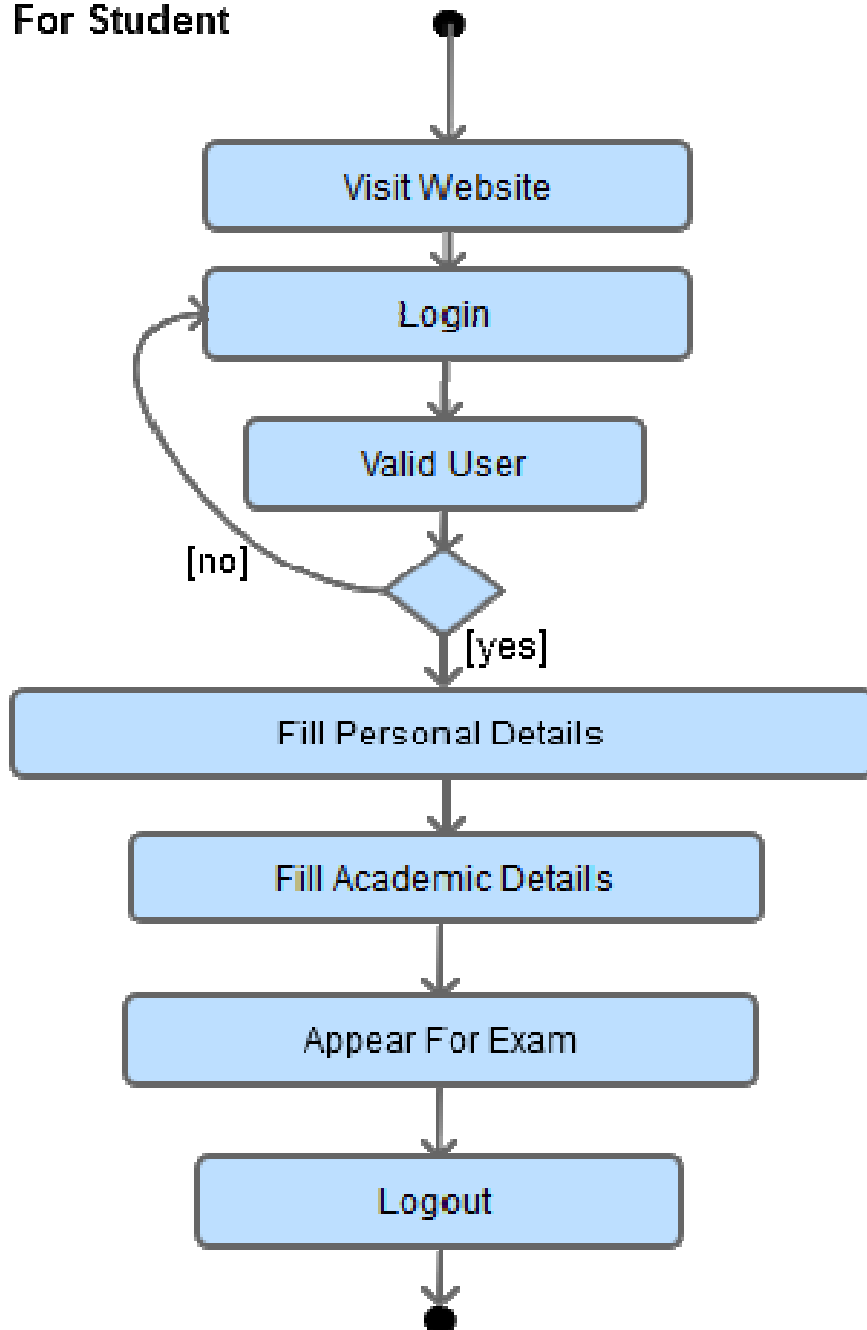 For Student
Visit Website
Login
Valid User
[no]
[yes]
Fill Personal Details
Fill Academic Details
Appear For Exam
Logout